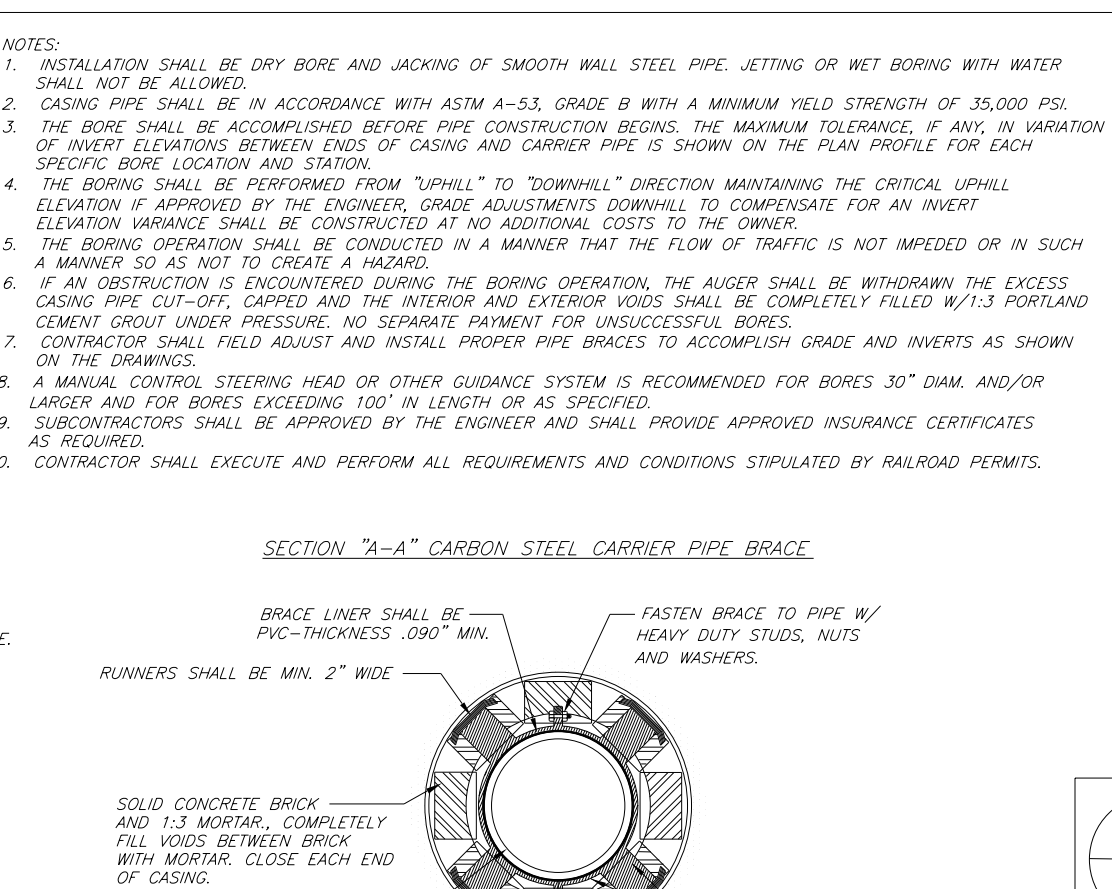 NOTES:
1. INSTALLATION SHALL BE DRY BORE AND JACKING OF SMOOTH WALL STEEL PIPE. JETTING OR WET BORING WITH WATER
SHALL NOT BE ALLOWED.
2. CASING PIPE SHALL BE IN ACCORDANCE WITH ASTM A-53, GRADE B WITH A MINIMUM YIELD STRENGTH OF 35,000 PSI.
3. THE BORE SHALL BE ACCOMPLISHED BEFORE PIPE CONSTRUCTION BEGINS. THE MAXIMUM TOLERANCE, IF ANY, IN VARIATION
OF INVERT ELEVATIONS BETWEEN ENDS OF CASING AND CARRIER PIPE IS SHOWN ON THE PLAN PROFILE FOR EACH
SPECIFIC BORE LOCATION AND STATION.
4. THE BORING SHALL BE PERFORMED FROM "UPHILL" TO "DOWNHILL" DIRECTION MAINTAINING THE CRITICAL UPHILL
ELEVATION IF APPROVED BY THE ENGINEER, GRADE ADJUSTMENTS DOWNHILL TO COMPENSATE FOR AN INVERT
ELEVATION VARIANCE SHALL BE CONSTRUCTED AT NO ADDITIONAL COSTS TO THE OWNER.
5. THE BORING OPERATION SHALL BE CONDUCTED IN A MANNER THAT THE FLOW OF TRAFFIC IS NOT IMPEDED OR IN SUCH
A MANNER SO AS NOT TO CREATE A HAZARD.
6. IF AN OBSTRUCTION IS ENCOUNTERED DURING THE BORING OPERATION, THE AUGER SHALL BE WITHDRAWN THE EXCESS
CASING PIPE CUT-OFF, CAPPED AND THE INTERIOR AND EXTERIOR VOIDS SHALL BE COMPLETELY FILLED W/1:3 PORTLAND
CEMENT GROUT UNDER PRESSURE. NO SEPARATE PAYMENT FOR UNSUCCESSFUL BORES.
7. CONTRACTOR SHALL FIELD ADJUST AND INSTALL PROPER PIPE BRACES TO ACCOMPLISH GRADE AND INVERTS AS SHOWN
ON THE DRAWINGS.
8. A MANUAL CONTROL STEERING HEAD OR OTHER GUIDANCE SYSTEM IS RECOMMENDED FOR BORES 30" DIAM. AND/OR
LARGER AND FOR BORES EXCEEDING 100' IN LENGTH OR AS SPECIFIED.
9. SUBCONTRACTORS SHALL BE APPROVED BY THE ENGINEER AND SHALL PROVIDE APPROVED INSURANCE CERTIFICATES
AS REQUIRED.
0. CONTRACTOR SHALL EXECUTE AND PERFORM ALL REQUIREMENTS AND CONDITIONS STIPULATED BY RAILROAD PERMITS.
SECTION "A-A" CARBON STEEL CARRIER PIPE BRACE
BRACE LINER SHALL BE
PVC-THICKNESS .090" MIN.
FASTEN BRACE TO PIPE W/
HEAVY DUTY STUDS, NUTS
AND WASHERS.
E.
RUNNERS SHALL BE MIN. 2" WIDE
SOLID CONCRETE BRICK
AND 1:3 MORTAR., COMPLETELY
FILL VOIDS BETWEEN BRICK
WITH MORTAR. CLOSE EACH END
OF CASING.